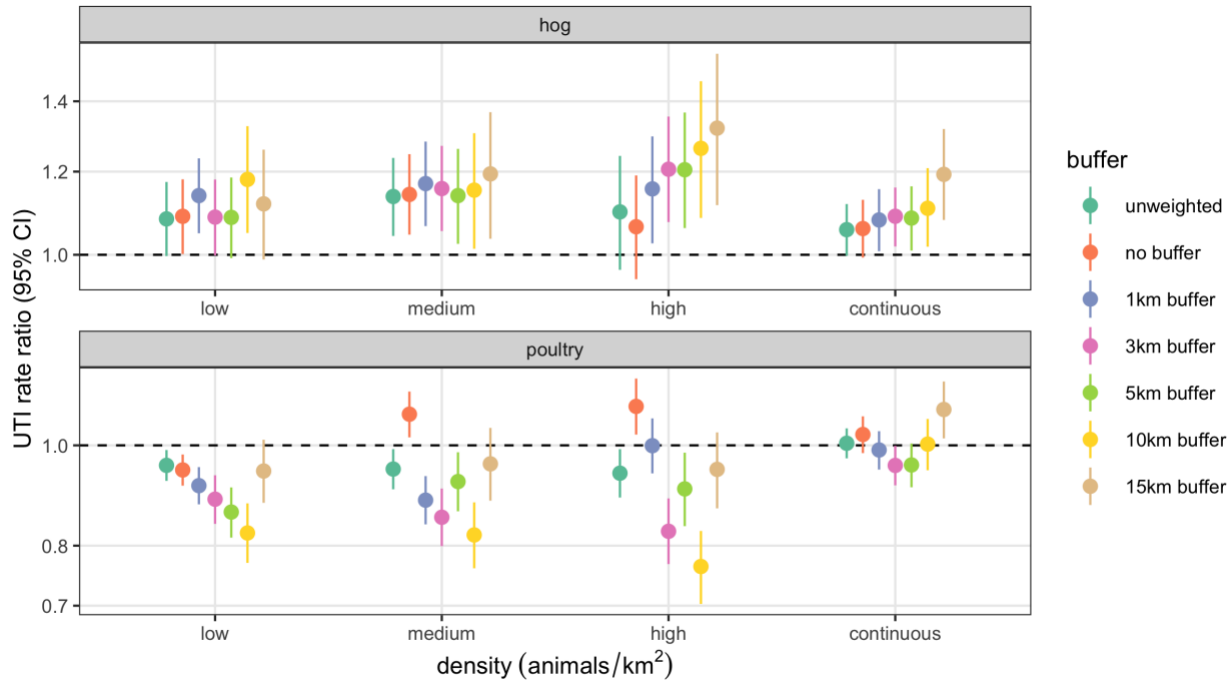 hog
1.4
1.2
1.0
low medium high continuous
poultry
1.0
0.8
0.7
low medium high continuous
density (animals/km²)
UTI rate ratio (95% CI)
buffer
unweighted
no buffer
1km buffer
3km buffer
5km buffer
10km buffer
15km buffer